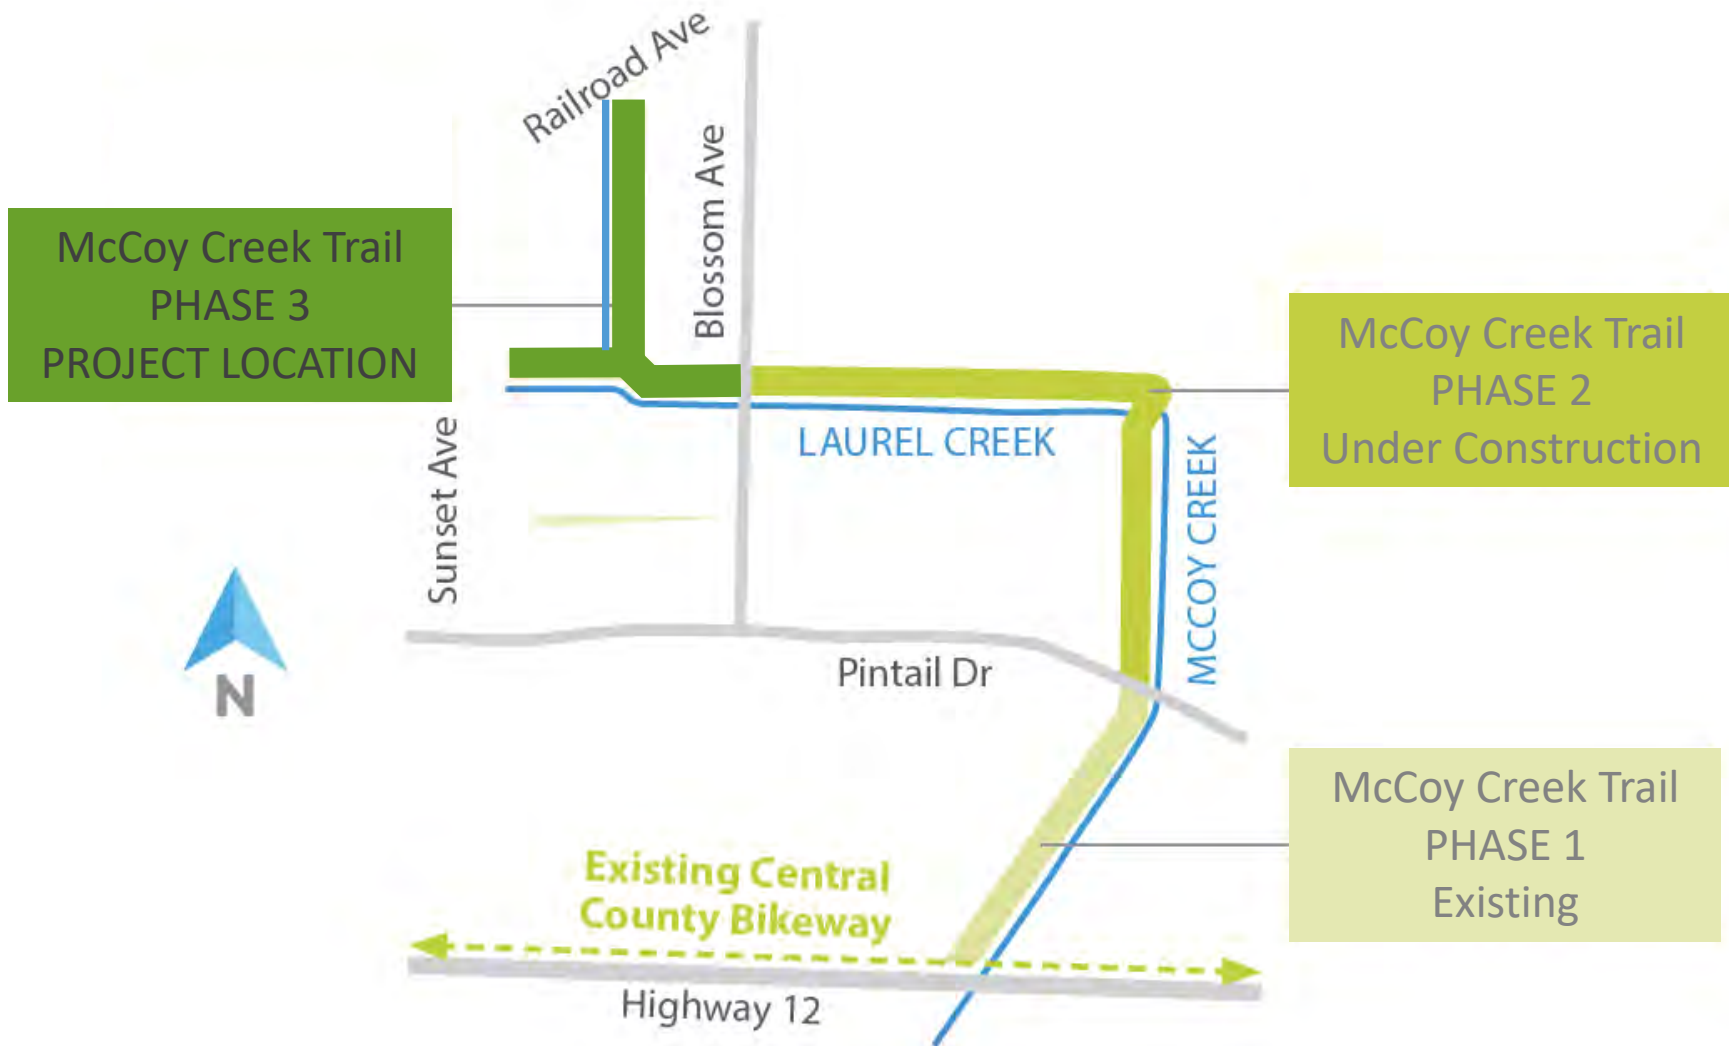 Railroad Ave
Blossom Ave
McCoy Creek Trail
PHASE 3
PROJECT LOCATION
McCoy Creek Trail
PHASE 2
Under Construction
LAUREL CREEK
MCCOY CREEK
Sunset Ave
N
Pintail Dr
McCoy Creek Trail
PHASE 1
Existing
Existing Central
County Bikeway
Highway 12